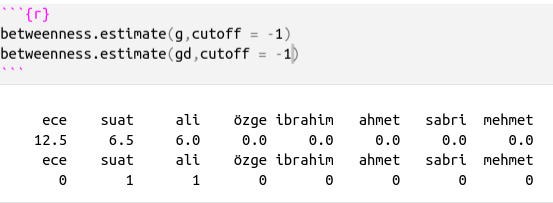 ```{r}
betweenness.estimate(g,cutoff = -1)
betweenness.estimate(gd,cutoff = -1)
```
ece suat ali özge ibrahim ahmet sabri mehmet
12.5 6.5 6.0 0.0 0.0 0.0 0.0 0.0
ece suat ali özge ibrahim ahmet sabri mehmet
0 1 1 0 0 0 0 0